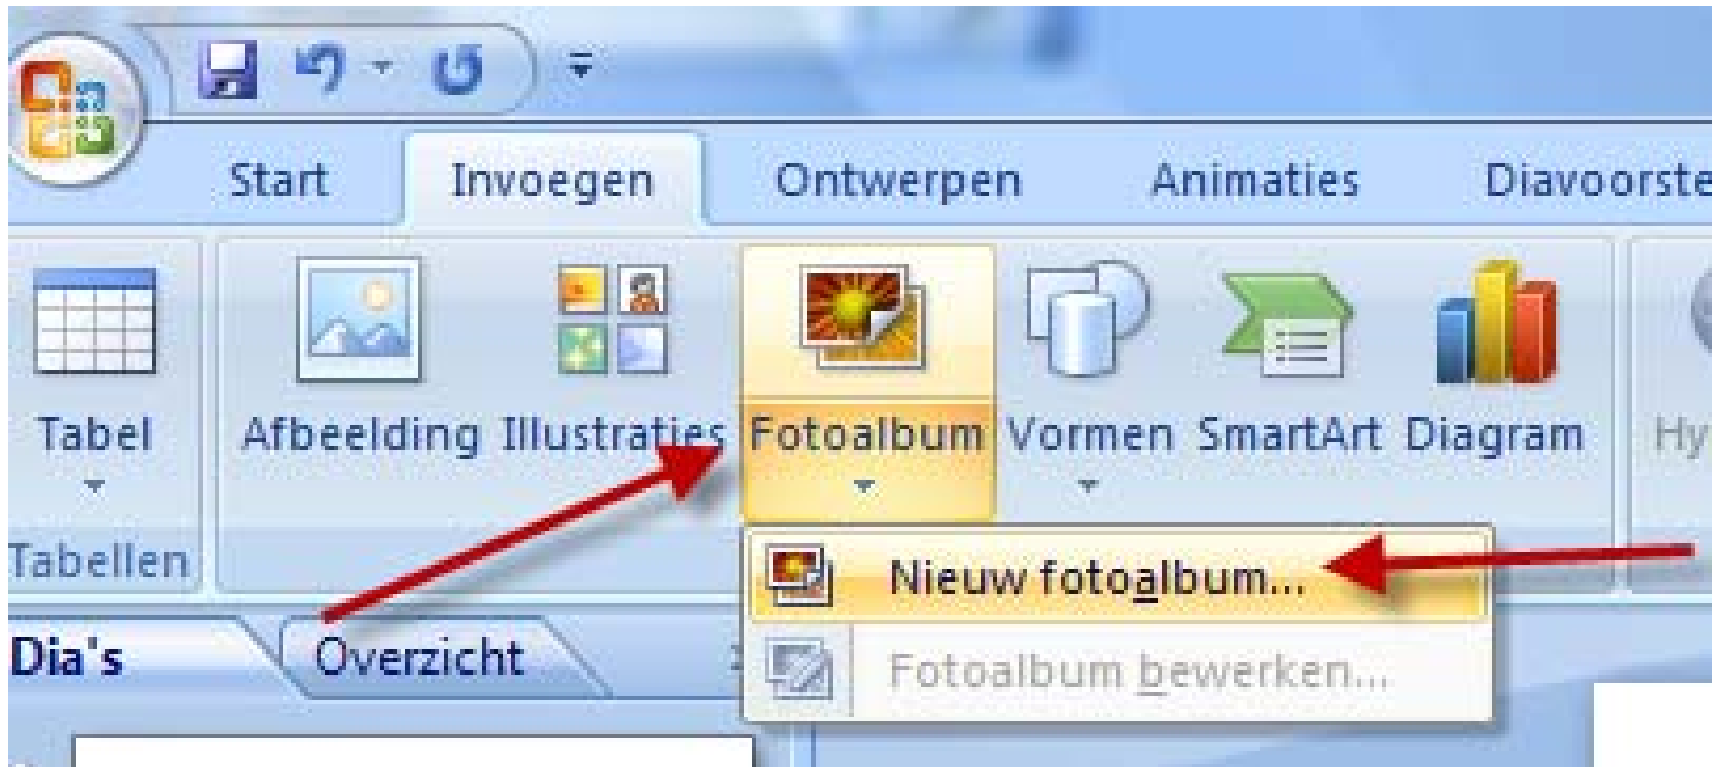 Start Invoegen Ontwerpen Animaties Diavoorste
Tabel Afbeelding Illustraties Fotoalbum Vormen SmartArt Diagram Hy
Tabellen
Nieuw fotoalbum...
Dia's Overzicht
Fotoalbum bewerken...